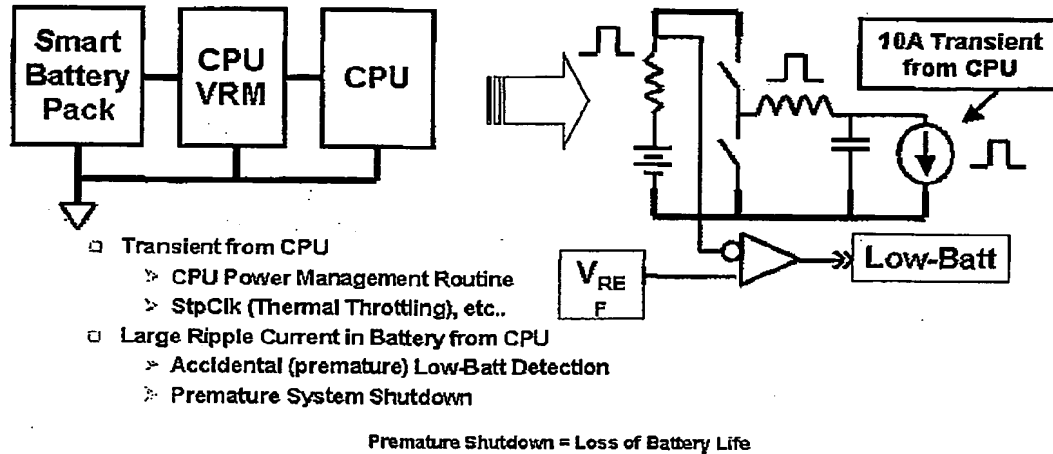 Smart
Battery
Pack
CPU
VRM
CPU
10A Transient
from CPU
Transient from CPU
CPU Power Management Routine
StpClk (Thermal Throttling), etc..
Large Ripple Current in Battery from CPU
Accidental (premature) Low-Batt Detection
Premature System Shutdown
VRE
F
Low-Batt
Premature Shutdown = Loss of Battery Life